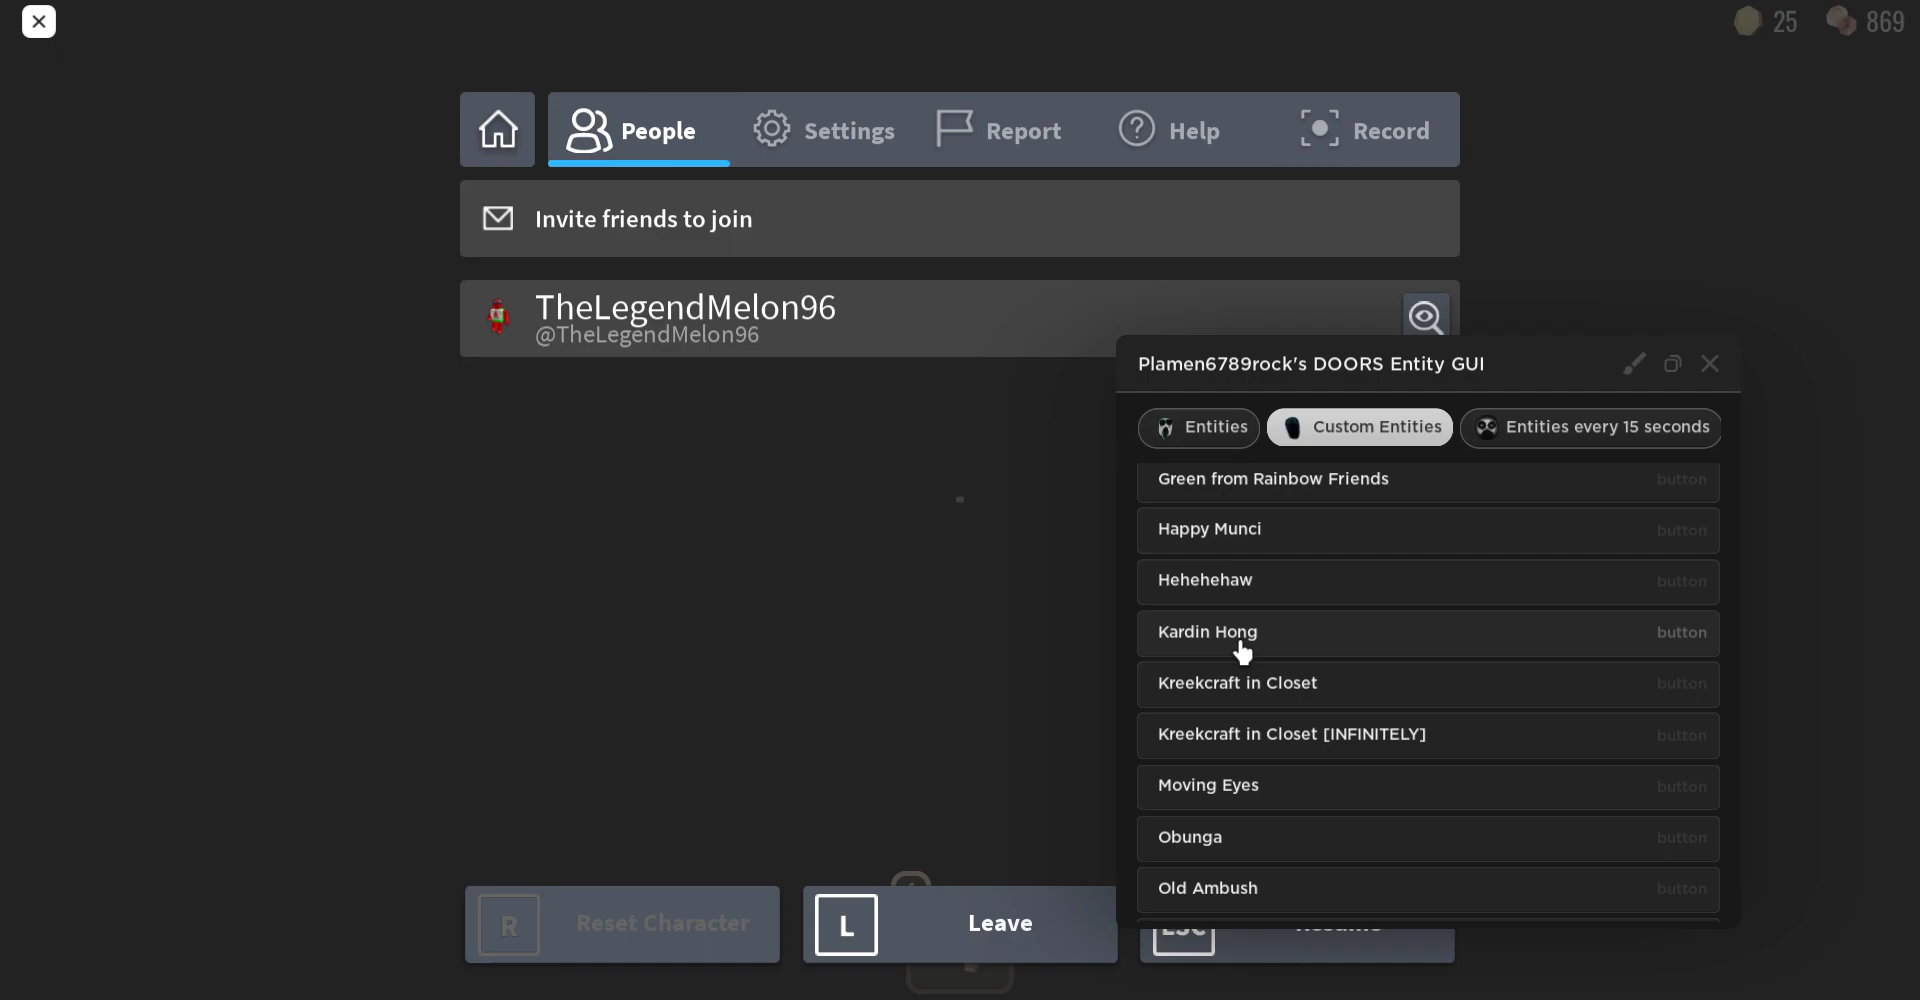 25 869
People Settings Report Help Record
Invite friends to join
TheLegendMelon96
@TheLegendMelon96
Plamen6789rock's DOORS Entity GUI
Entities Custom Entities Entities every 15 seconds
Green from Rainbow Friends button
Happy Munci button
Hehehehaw button
Kardin Hong button
Kreekcraft in Closet button
Kreekcraft in Closet [INFINITELY] button
Moving Eyes button
Obunga button
Old Ambush button
R Reset Character L Leave ESC Resume